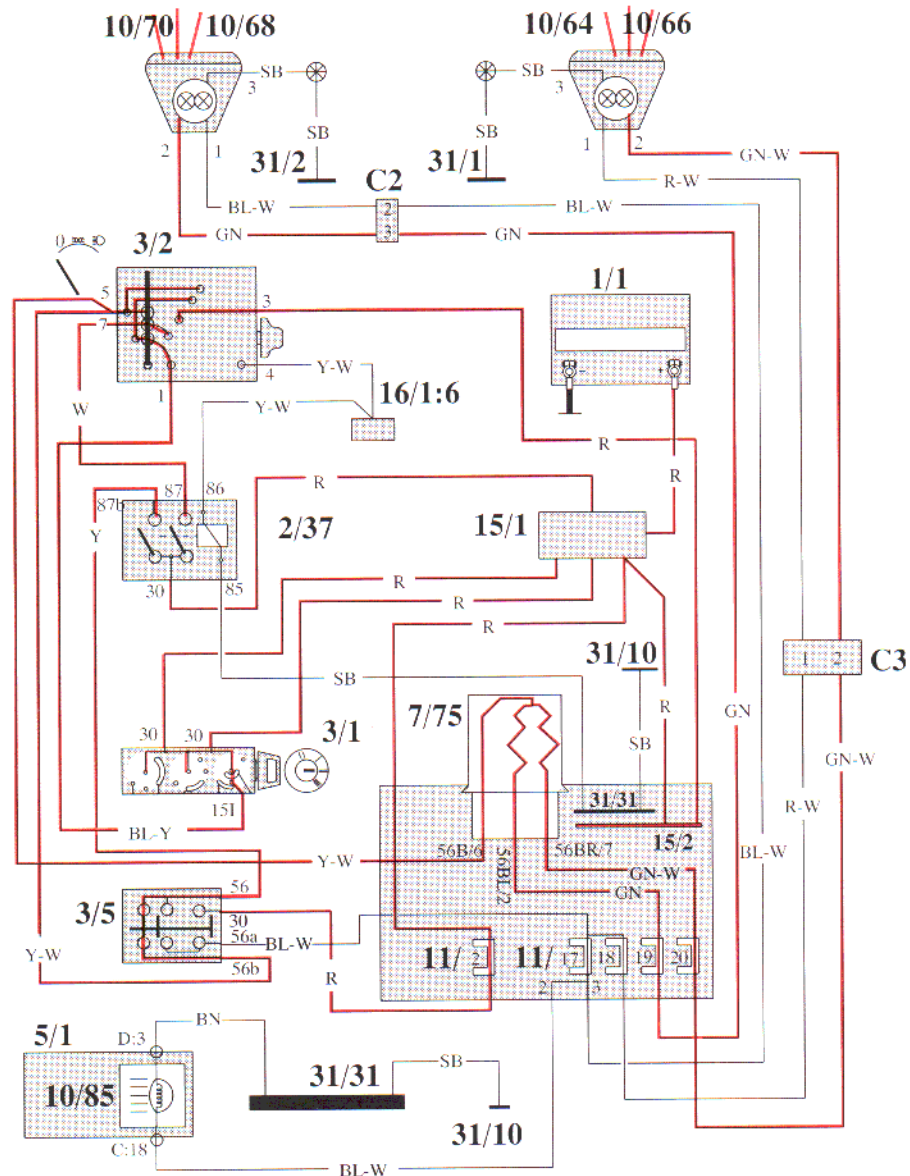 10/70 10/68 10/64 10/66
SB SB
3 3
SB SB
2 1 1 2
31/2 31/1
GN-W
R-W
C2
BL-W 2 BL-W
GN 3 GN
0 3/2
1/1
5 3
7
- +
1 4 Y-W
16/1:6
W Y-W
R
R
87b 87 86 R
Y 2/37 15/1
30 85 R
R
R
31/10 1 2 C3
SB
7/75 R GN
30 30 3/1 SB
GN-W
15I 31/31 R-W
BL-Y 15/2
Y-W 56B/6 56BL/2 56BR/7 BL-W
56 GN-W
GN
3/5 30
56a BL-W
Y-W 56b R 11/ 2 11/ 17 18 19 20
2 3
BN
5/1 D:3 SB
10/85 31/31
31/10
C:18
BL-W